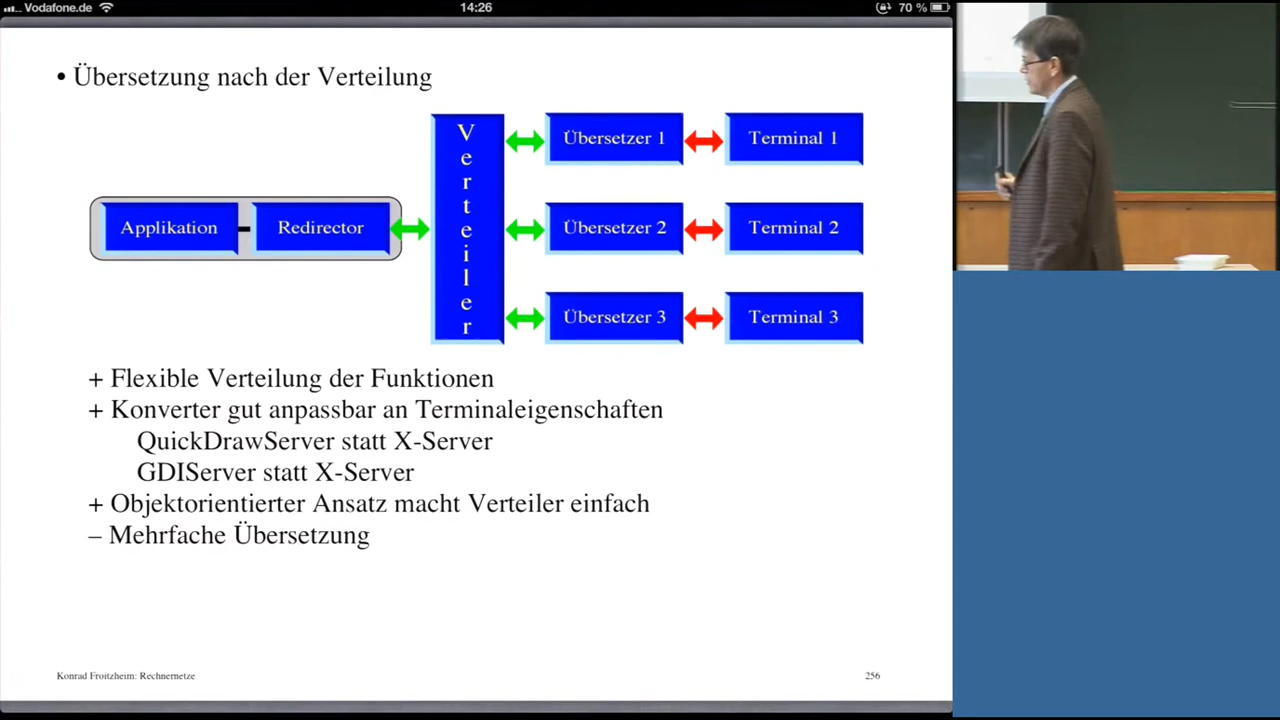 Vodafone.de 14:26 70 %
• Übersetzung nach der Verteilung
Verteiler
Übersetzer 1 Terminal 1
Applikation Redirector Übersetzer 2 Terminal 2
Übersetzer 3 Terminal 3
+ Flexible Verteilung der Funktionen
+ Konverter gut anpassbar an Terminaleigenschaften
QuickDrawServer statt X-Server
GDIServer statt X-Server
+ Objektorientierter Ansatz macht Verteiler einfach
– Mehrfache Übersetzung
Konrad Froitzheim: Rechnernetze 256